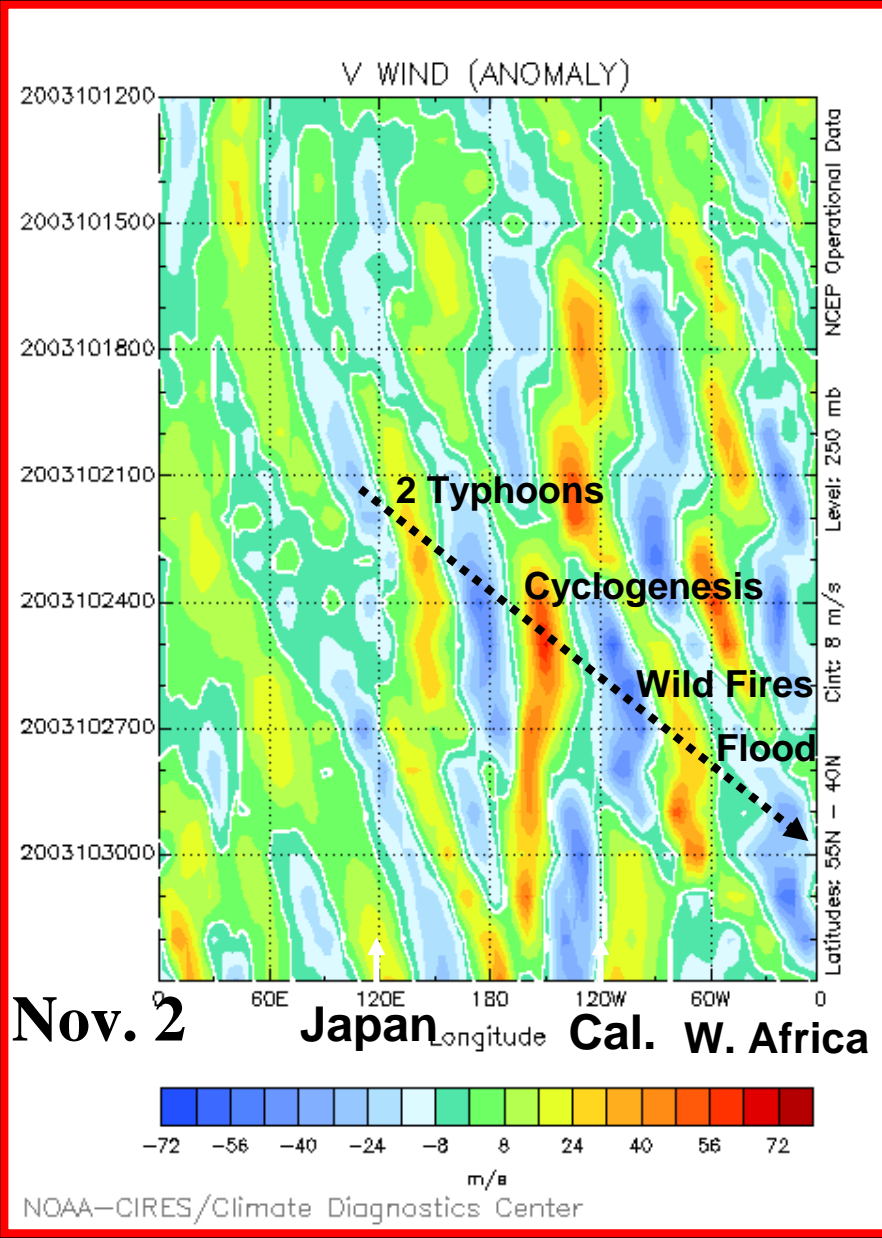 V WIND (ANOMALY)
2003101200
2003101500
2003101800
2003102100
2003102400
2003102700
2003103000
2 Typhoons
Cyclogenesis
Wild Fires
Flood
NCEP Operational Data
Level: 250 mb
Cint: 8 m/s
Latitudes: 55N – 40N
0 60E 120E 180 120W 60W 0
Nov. 2 Japan Longitude Cal. W. Africa
−72 −56 −40 −24 −8 8 24 40 56 72
m/s
NOAA–CIRES/Climate Diagnostics Center